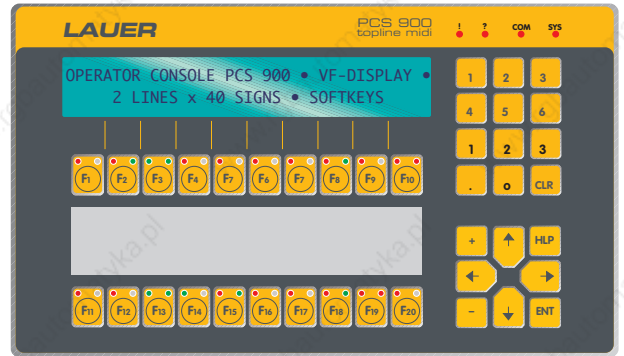 LAUER
PCS 900
topline midi
! ? COM SYS
OPERATOR CONSOLE PCS 900 • VF-DISPLAY •
2 LINES x 40 SIGNS • SOFTKEYS
1 2 3
4 5 6
1 2 3
. 0 CLR
F1 F2 F3 F4 F7 F6 F7 F8 F9 F10
+ HLP
- ENT
F11 F12 F13 F14 F15 F16 F17 F18 F19 F20